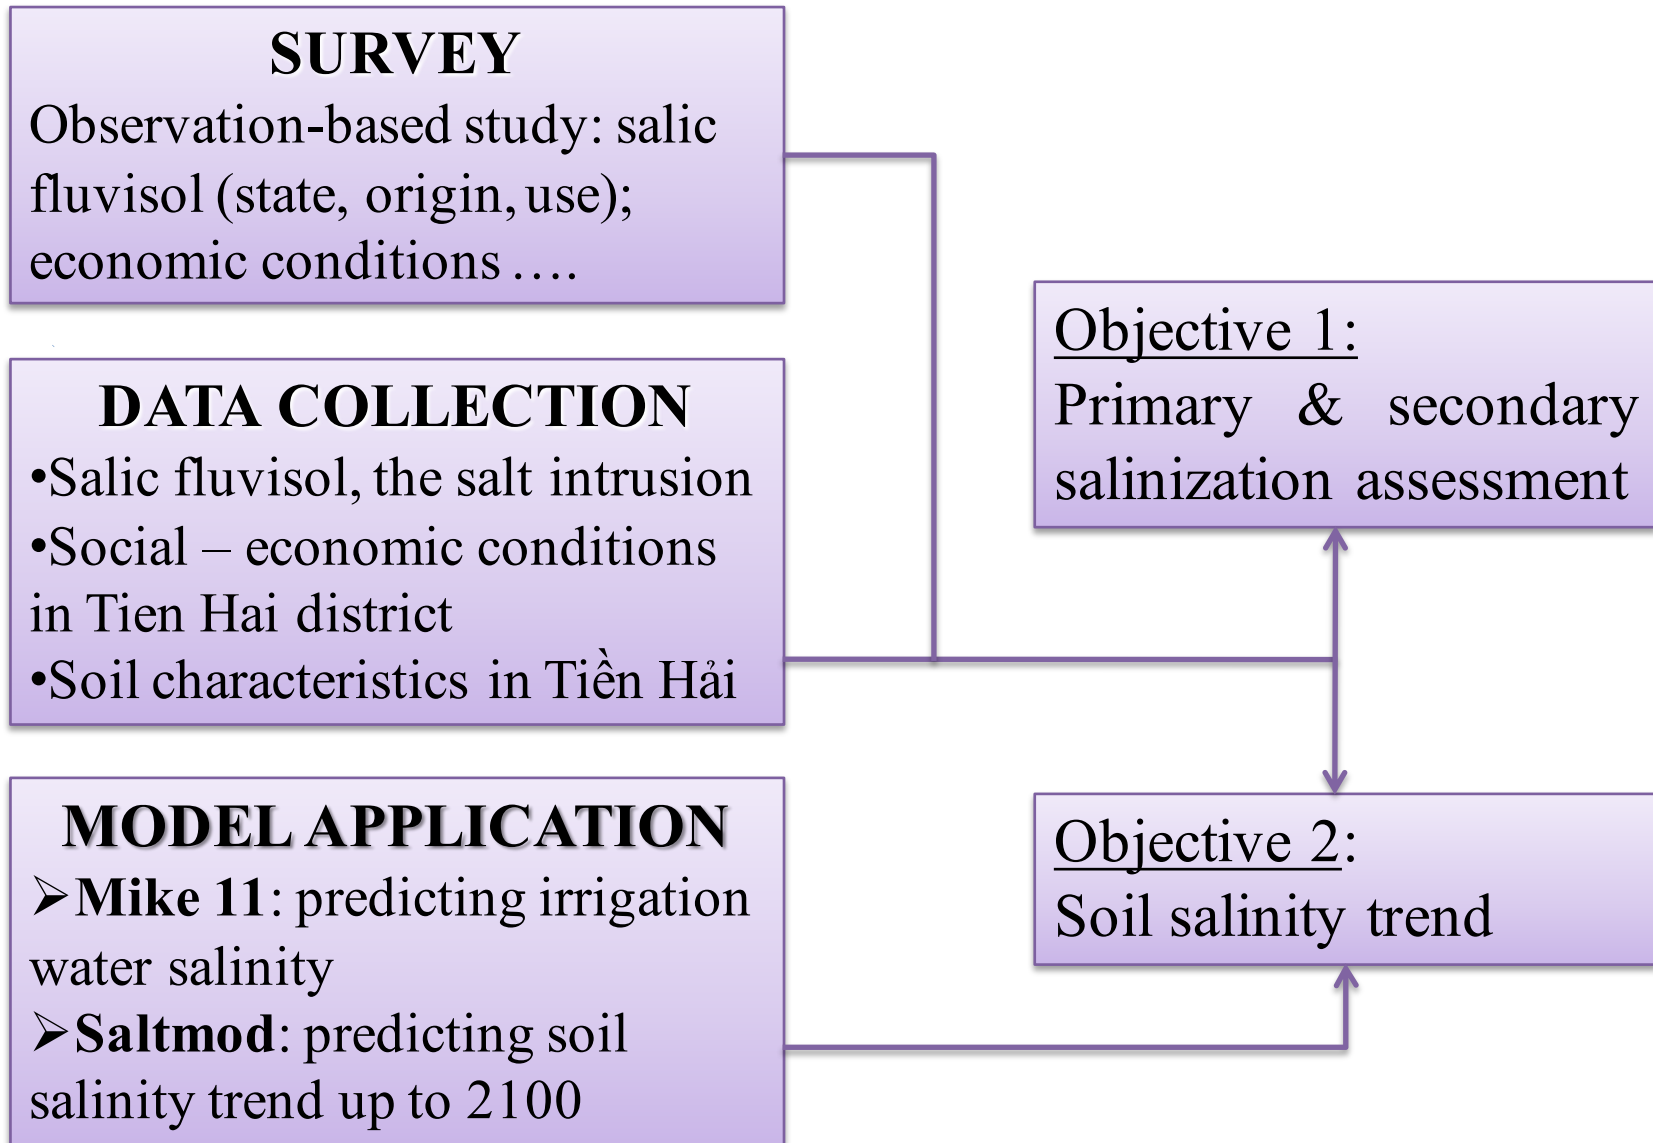 SURVEY
Observation-based study: salic
fluvisol (state, origin, use);
economic conditions ….
DATA COLLECTION
•Salic fluvisol, the salt intrusion
•Social – economic conditions
in Tien Hai district
•Soil characteristics in Tiền Hải
MODEL APPLICATION
➢Mike 11: predicting irrigation
water salinity
➢Saltmod: predicting soil
salinity trend up to 2100
Objective 1:
Primary & secondary
salinization assessment
Objective 2:
Soil salinity trend